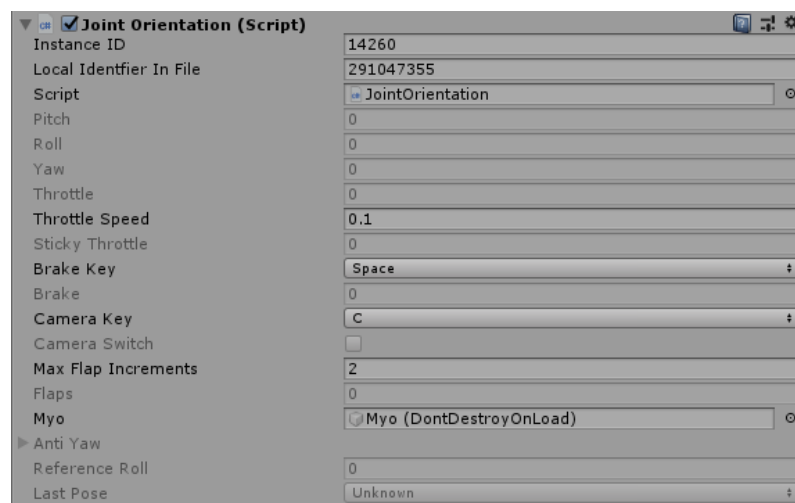 Joint Orientation (Script)
Instance ID 14260
Local Identfier In File 291047355
Script JointOrientation
Pitch 0
Roll 0
Yaw 0
Throttle 0
Throttle Speed 0.1
Sticky Throttle 0
Brake Key Space
Brake 0
Camera Key C
Camera Switch
Max Flap Increments 2
Flaps 0
Myo Myo (DontDestroyOnLoad)
Anti Yaw
Reference Roll 0
Last Pose Unknown